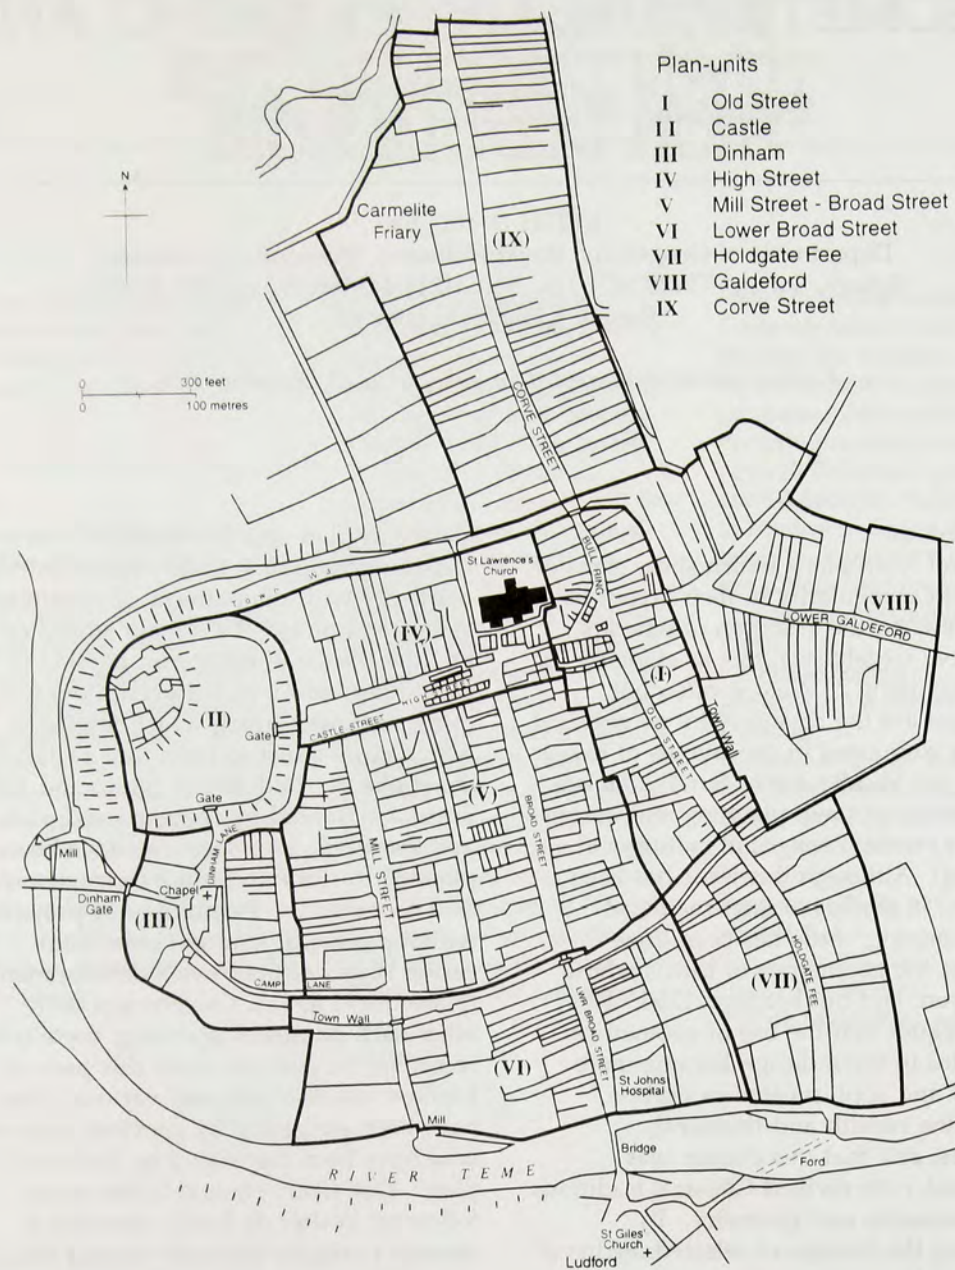 Plan-units
I Old Street
II Castle
III Dinham
IV High Street
V Mill Street - Broad Street
VI Lower Broad Street
VII Holdgate Fee
VIII Galdeford
IX Corve Street
N
Carmelite
Friary
(IX)
0 300 feet
0 100 metres
CORVE STREET
St Lawrence's
Church
BULL RING
Town W
(IV)
(VIII)
LOWER GALDEFORD
(I)
HIGH STREET
(II)
Gate
CASTLE STREET
OLD STREET
Town Wall
(V)
BROAD STREET
Gate
DINHAM LANE
MILL STREET
Mill
Chapel
Dinham
Gate
(III)
CAMP LANE
HOLDGATE FEE
(VII)
Town Wall
LWR BROAD STREET
(VI)
St Johns
Hospital
Mill
Bridge
Ford
RIVER TEME
St Giles'
Church
Ludford